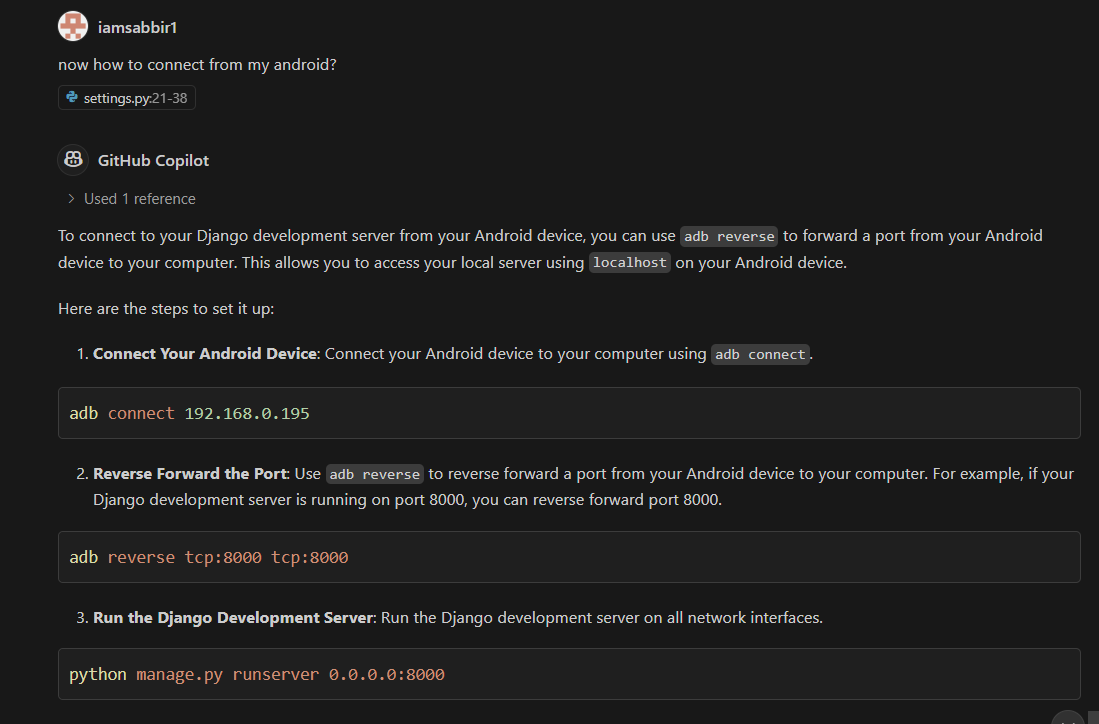 iamsabbir1
now how to connect from my android?
settings.py:21-38
GitHub Copilot
Used 1 reference
To connect to your Django development server from your Android device, you can use adb reverse to forward a port from your Android
device to your computer. This allows you to access your local server using localhost on your Android device.
Here are the steps to set it up:
1. Connect Your Android Device: Connect your Android device to your computer using adb connect.
adb connect 192.168.0.195
2. Reverse Forward the Port: Use adb reverse to reverse forward a port from your Android device to your computer. For example, if your
Django development server is running on port 8000, you can reverse forward port 8000.
adb reverse tcp:8000 tcp:8000
3. Run the Django Development Server: Run the Django development server on all network interfaces.
python manage.py runserver 0.0.0.0:8000